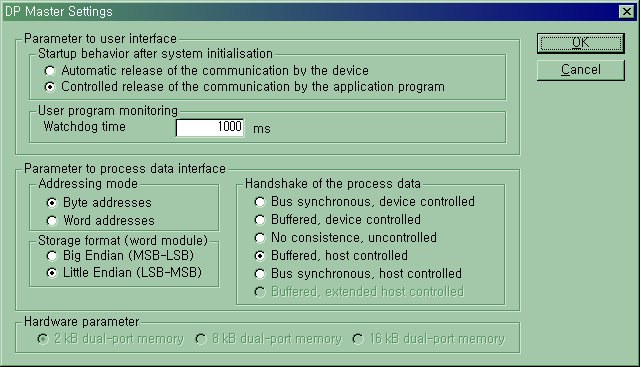 DP Master Settings
Parameter to user interface
Startup behavior after system initialisation
Automatic release of the communication by the device
Controlled release of the communication by the application program
User program monitoring
Watchdog time 1000 ms
OK
Cancel
Parameter to process data interface
Addressing mode
Byte addresses
Word addresses
Storage format (word module)
Big Endian (MSB-LSB)
Little Endian (LSB-MSB)
Handshake of the process data
Bus synchronous, device controlled
Buffered, device controlled
No consistence, uncontrolled
Buffered, host controlled
Bus synchronous, host controlled
Buffered, extended host controlled
Hardware parameter
2 kB dual-port memory 8 kB dual-port memory 16 kB dual-port memory